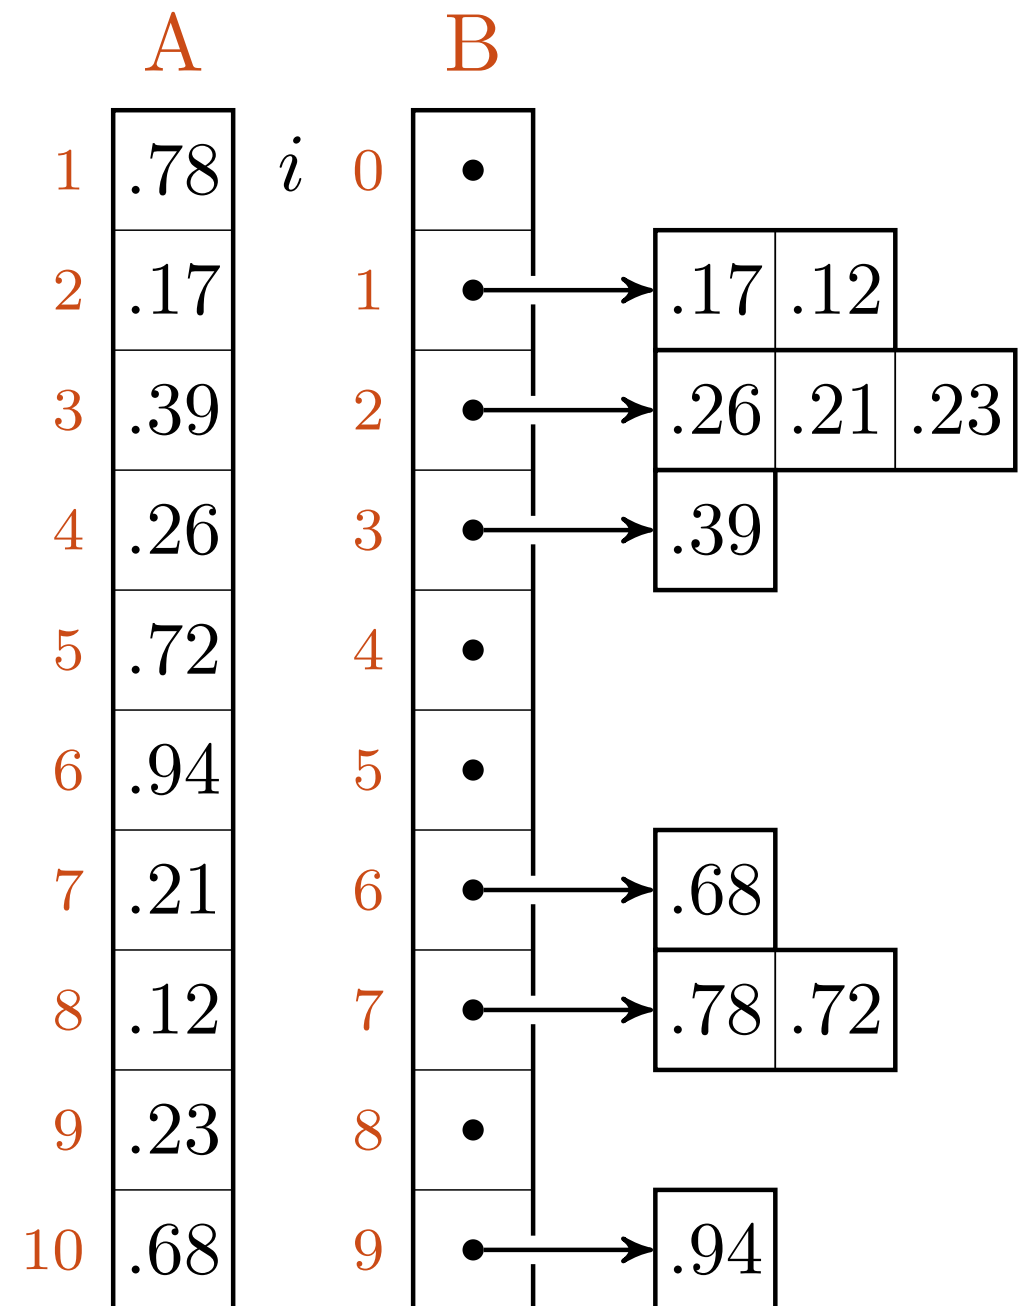 A B
1 .78 i 0
2 .17 1 .17 .12
3 .39 2 .26 .21 .23
4 .26 3 .39
5 .72 4
6 .94 5
7 .21 6 .68
8 .12 7 .78 .72
9 .23 8
10 .68 9 .94